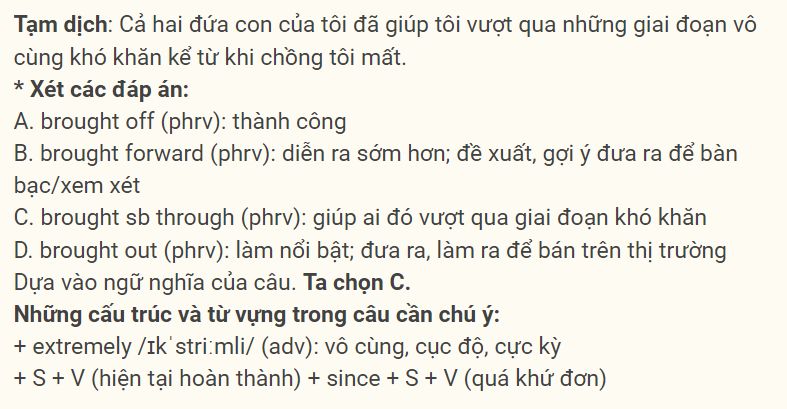 Tạm dịch: Cả hai đứa con của tôi đã giúp tôi vượt qua những giai đoạn vô
cùng khó khăn kể từ khi chồng tôi mất.
* Xét các đáp án:
A. brought off (phrv): thành công
B. brought forward (phrv): diễn ra sớm hơn; đề xuất, gợi ý đưa ra để bàn
bạc/xem xét
C. brought sb through (phrv): giúp ai đó vượt qua giai đoạn khó khăn
D. brought out (phrv): làm nổi bật; đưa ra, làm ra để bán trên thị trường
Dựa vào ngữ nghĩa của câu. Ta chọn C.
Những cấu trúc và từ vựng trong câu cần chú ý:
+ extremely /ɪkˈstriːmli/ (adv): vô cùng, cục độ, cực kỳ
+ S + V (hiện tại hoàn thành) + since + S + V (quá khứ đơn)